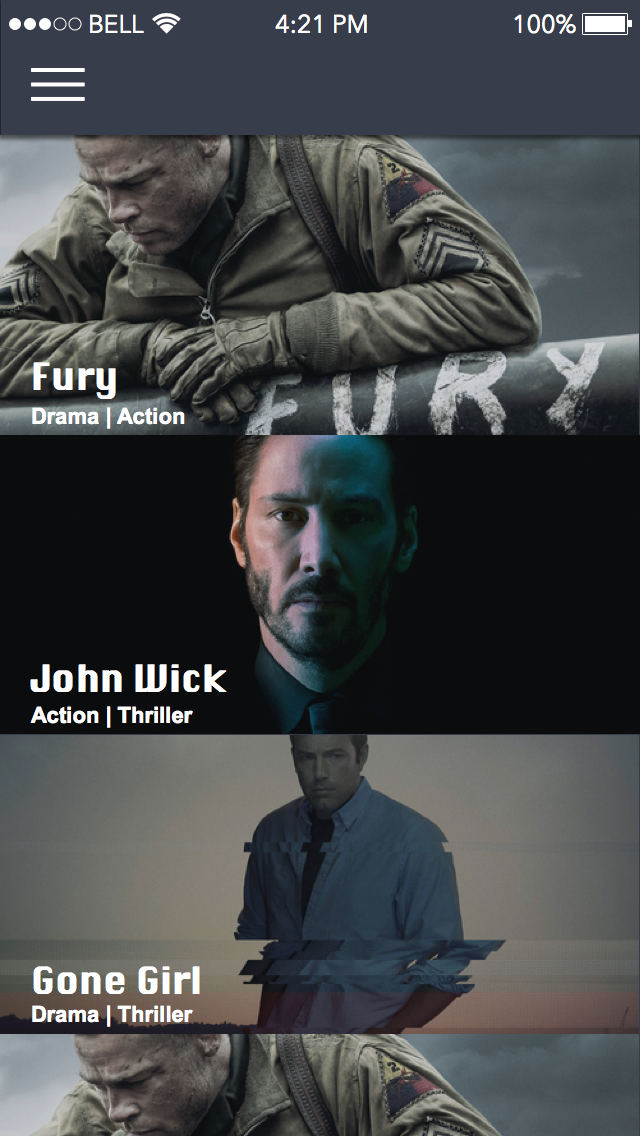 BELL 4:21 PM 100%
FURY
Fury
Drama | Action
John Wick
Action | Thriller
Gone Girl
Drama | Thriller